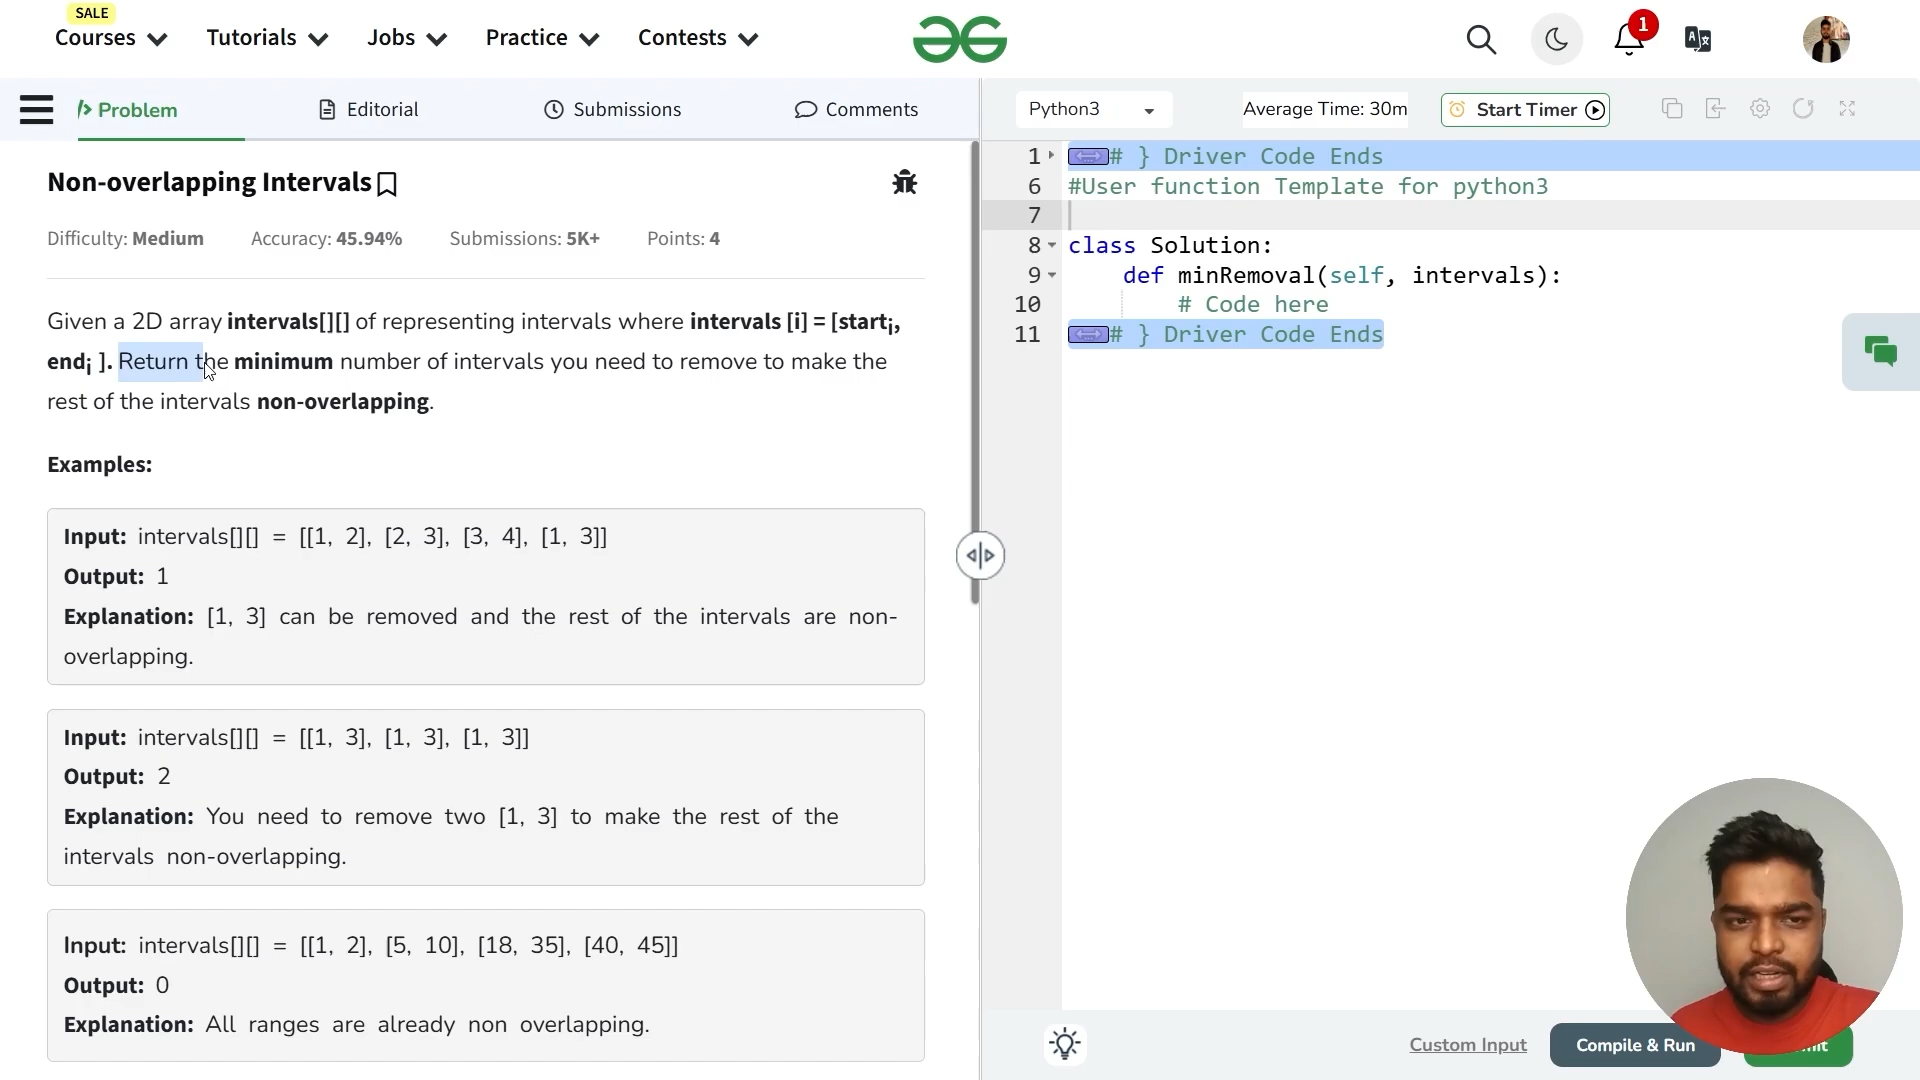 SALE
Courses Tutorials Jobs Practice Contests
1
Problem Editorial Submissions Comments
Python3 Average Time: 30m Start Timer
Non-overlapping Intervals
Difficulty: Medium Accuracy: 45.94% Submissions: 5K+ Points: 4
Given a 2D array intervals[][] of representing intervals where intervals [i] = [starti,
endi ]. Return the minimum number of intervals you need to remove to make the
rest of the intervals non-overlapping.
Examples:
Input: intervals[][] = [[1, 2], [2, 3], [3, 4], [1, 3]]
Output: 1
Explanation: [1, 3] can be removed and the rest of the intervals are non-
overlapping.
Input: intervals[][] = [[1, 3], [1, 3], [1, 3]]
Output: 2
Explanation: You need to remove two [1, 3] to make the rest of the
intervals non-overlapping.
Input: intervals[][] = [[1, 2], [5, 10], [18, 35], [40, 45]]
Output: 0
Explanation: All ranges are already non overlapping.
1 # } Driver Code Ends
6 #User function Template for python3
7
8 class Solution:
9 def minRemoval(self, intervals):
10 # Code here
11 # } Driver Code Ends
Custom Input Compile & Run